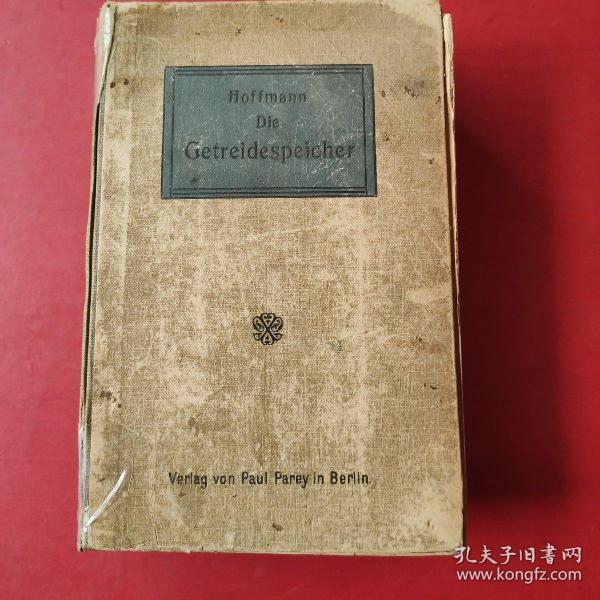 Hoffmann
Die
Getreidespeicher
Verlag von Paul Parey in Berlin.
孔夫子旧书网
www.kongfz.com